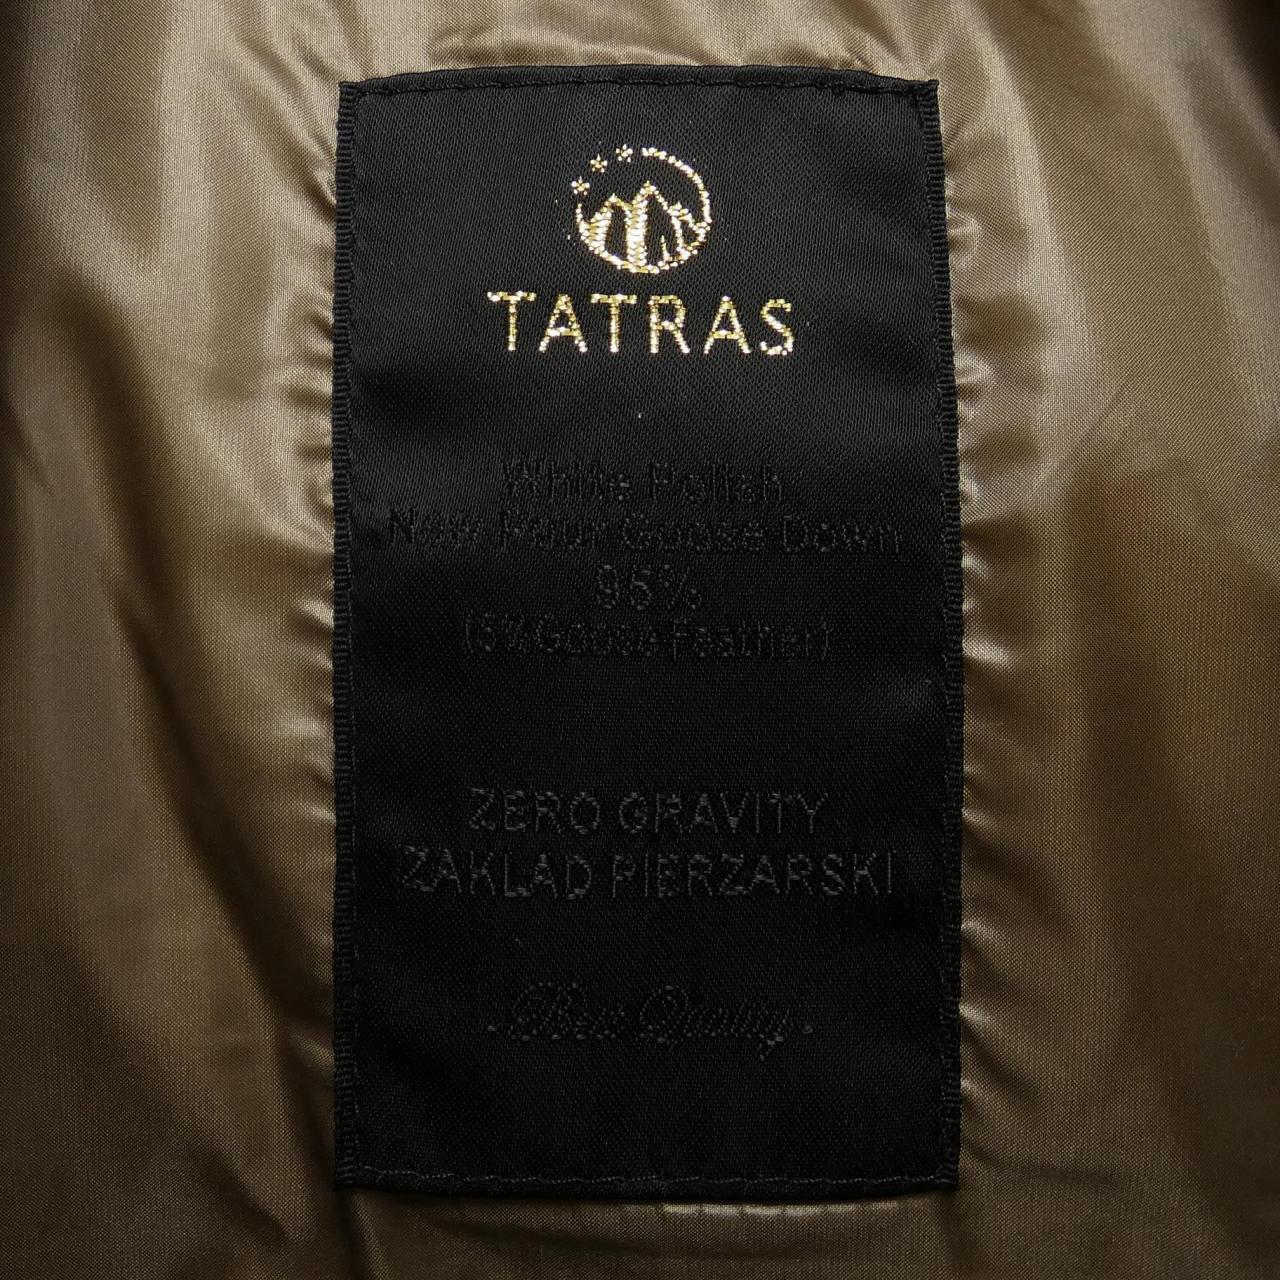 TATRAS
White Polish
New Pour Goose Down
95%
(5% Goose Feather)
ZERO GRAVITY
ZAKLAD PIERZARSKI
Best Quality